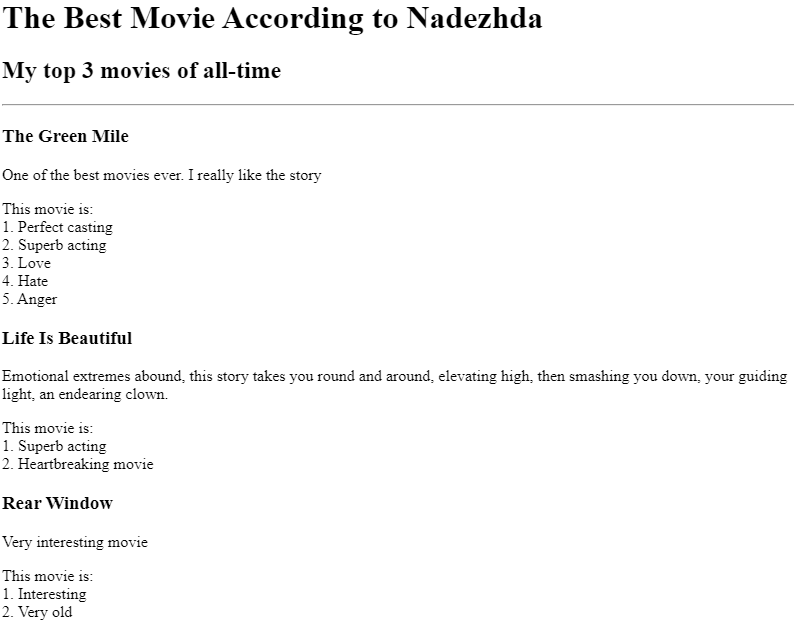 The Best Movie According to Nadezhda
My top 3 movies of all-time
The Green Mile
One of the best movies ever. I really like the story
This movie is:
1. Perfect casting
2. Superb acting
3. Love
4. Hate
5. Anger
Life Is Beautiful
Emotional extremes abound, this story takes you round and around, elevating high, then smashing you down, your guiding
light, an endearing clown.
This movie is:
1. Superb acting
2. Heartbreaking movie
Rear Window
Very interesting movie
This movie is:
1. Interesting
2. Very old